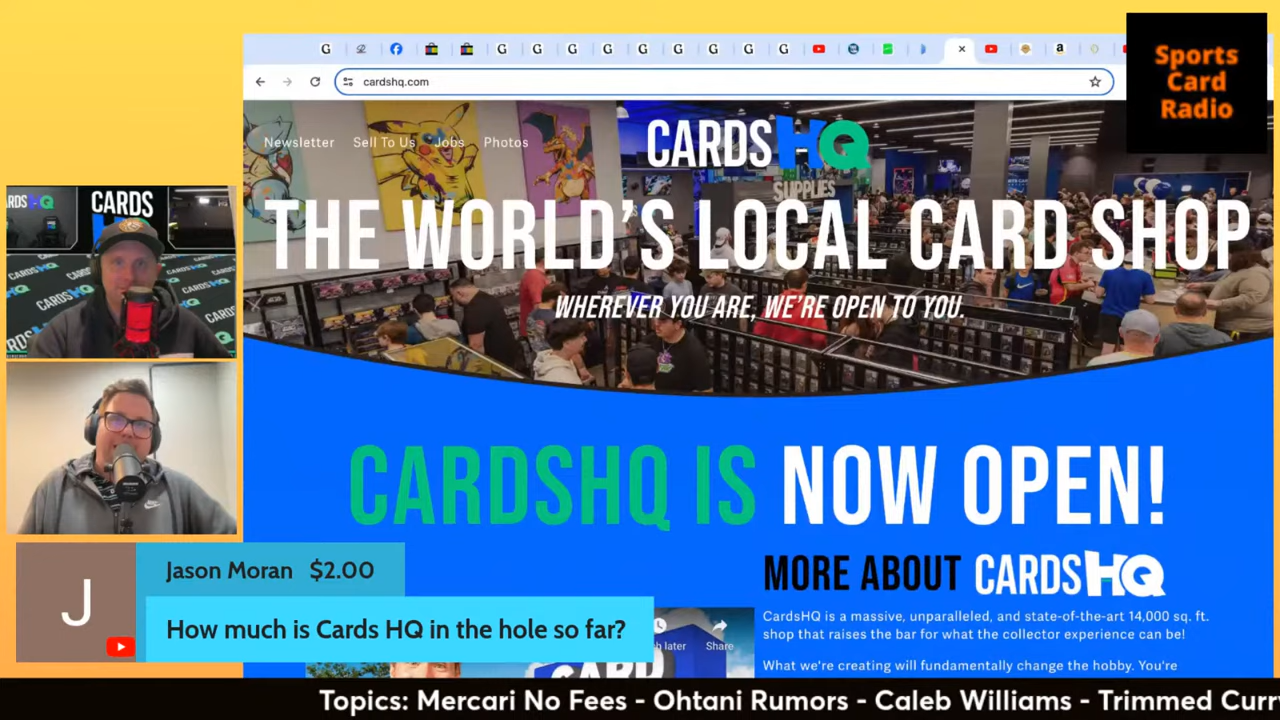 Sports
Card
Radio
cardshq.com
Newsletter Sell To Us Jobs Photos
CARDS HQ
SUPPLIES
THE WORLD'S LOCAL CARD SHOP
WHEREVER YOU ARE, WE'RE OPEN TO YOU.
CARDS
CARDSHQ IS NOW OPEN!
MORE ABOUT CARDSHQ
CardsHQ is a massive, unparalleled, and state-of-the-art 14,000 sq. ft.
shop that raises the bar for what the collector experience can be!
What we're creating will fundamentally change the hobby. You're
later Share
J
Jason Moran $2.00
How much is Cards HQ in the hole so far?
Topics: Mercari No Fees - Ohtani Rumors - Caleb Williams - Trimmed Curr